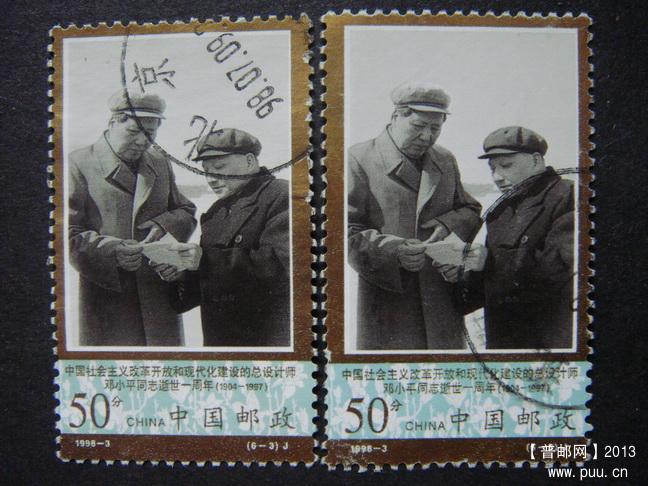 98.07.09
北京
中国社会主义改革开放和现代化建设的总设计师
邓小平同志逝世一周年(1904-1997)
50分 CHINA 中国邮政
1998-3 (6-3) J
中国社会主义改革开放和现代化建设的总设计师
邓小平同志逝世一周年(1904-1997)
50分 CHINA 中国邮政
1998-3
【普邮网】2013
www.puu.cn